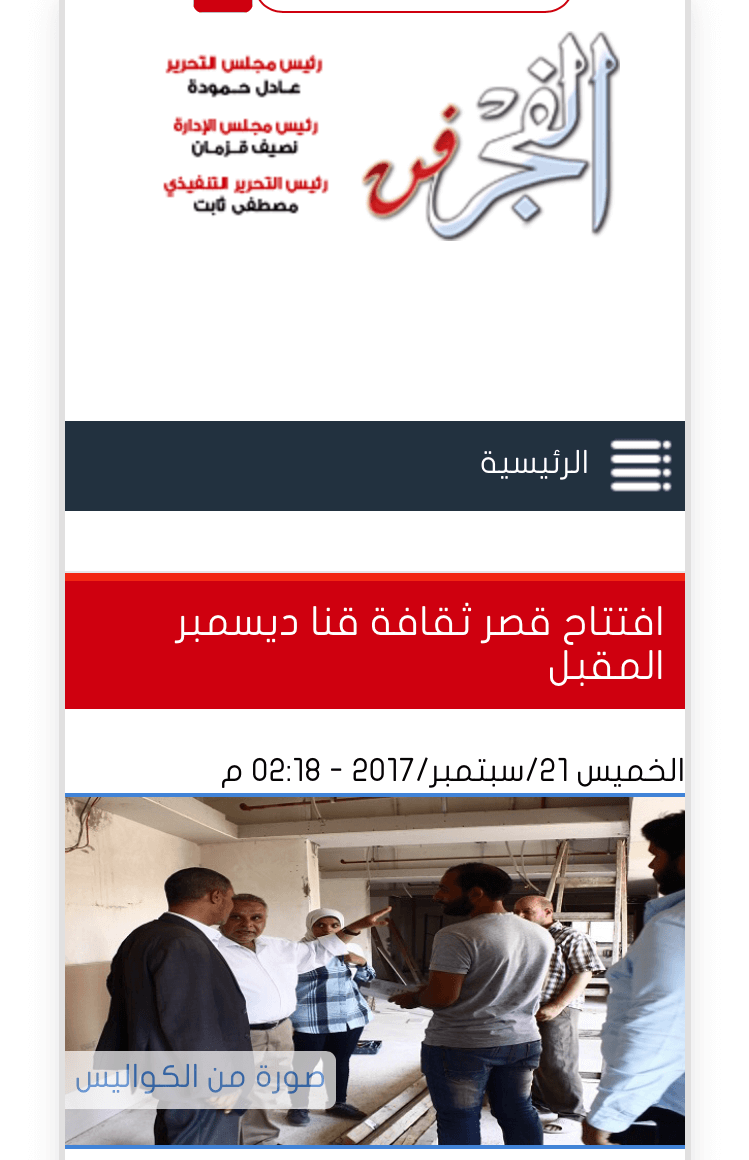 الفجر فن
رئيس مجلس التحرير
عادل حمودة
رئيس مجلس الإدارة
نصيف قزمان
رئيس التحرير التنفيذي
مصطفى ثابت
الرئيسية
افتتاح قصر ثقافة قنا ديسمبر
المقبل
الخميس 21/سبتمبر/2017 - 02:18 م
صورة من الكواليس